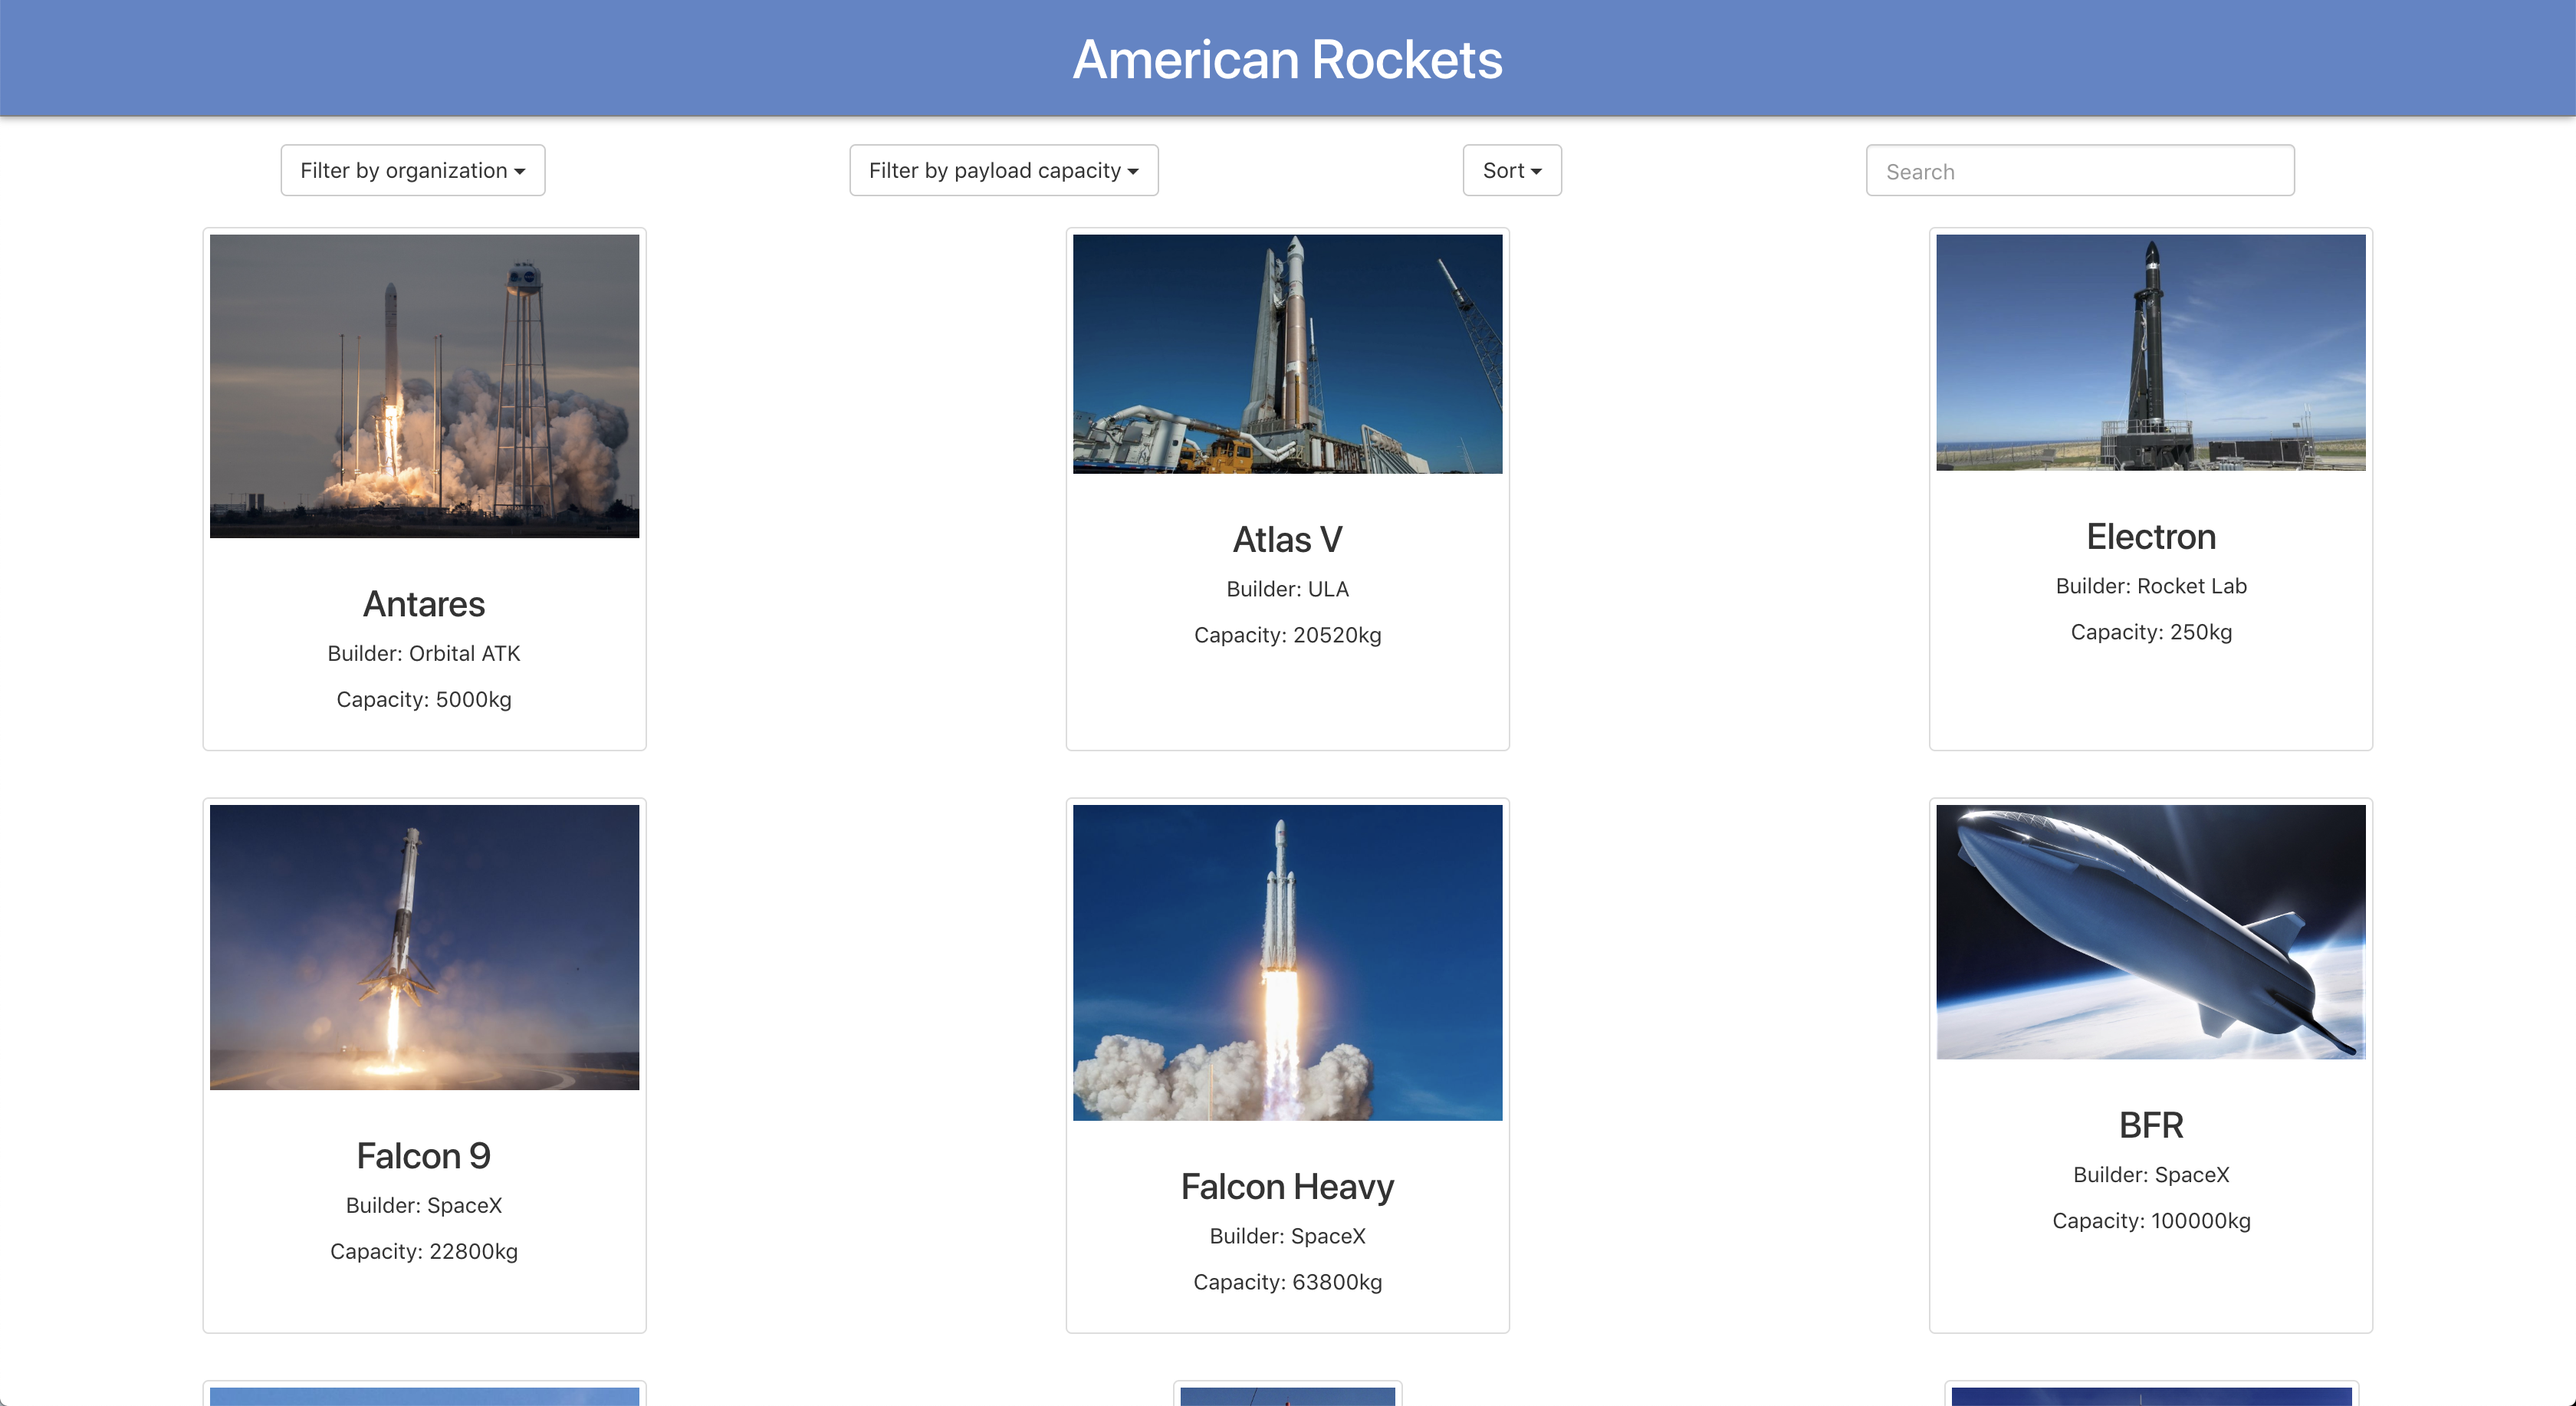 American Rockets
Filter by organization
Filter by payload capacity
Sort
Search
Antares
Builder: Orbital ATK
Capacity: 5000kg
Atlas V
Builder: ULA
Capacity: 20520kg
Electron
Builder: Rocket Lab
Capacity: 250kg
Falcon 9
Builder: SpaceX
Capacity: 22800kg
Falcon Heavy
Builder: SpaceX
Capacity: 63800kg
BFR
Builder: SpaceX
Capacity: 100000kg